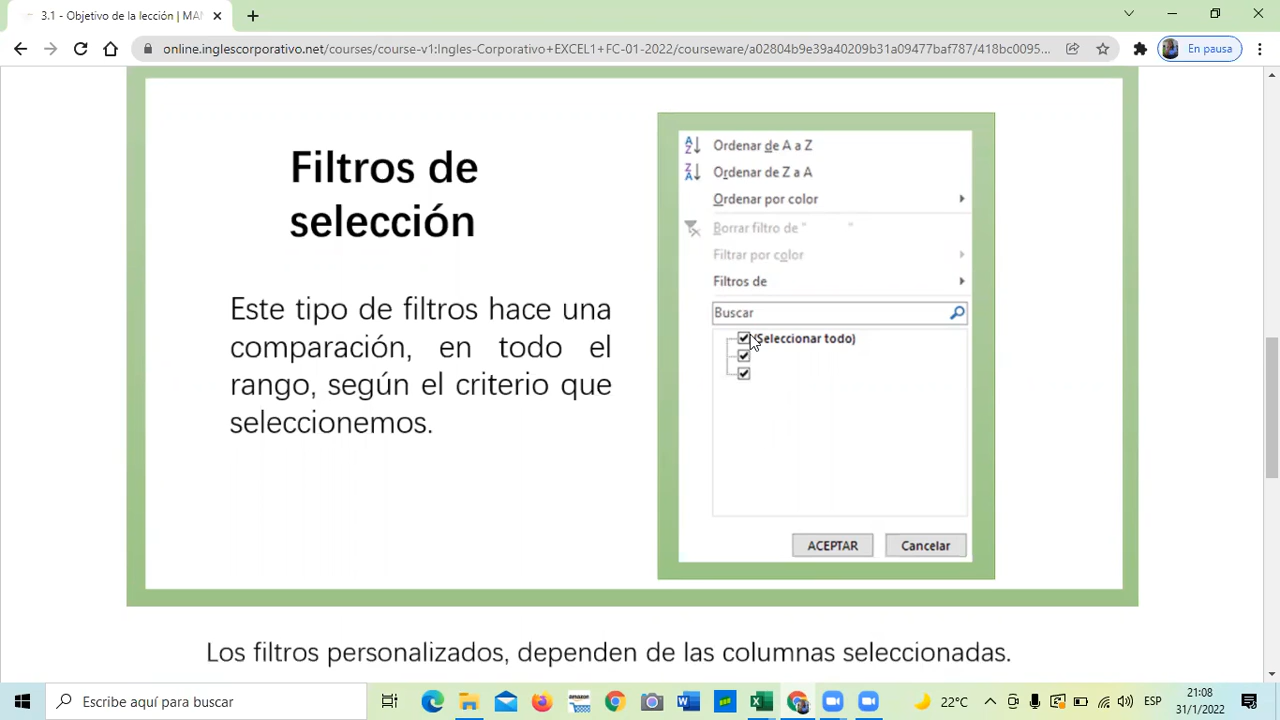 3.1 - Objetivo de la lección | MAN
online.inglescorporativo.net/courses/course-v1:Ingles-Corporativo+EXCEL1+FC-01-2022/courseware/e02804b95e3a40209b31a09477baf787/418bc0095...
En pausa
Filtros de
selección
Este tipo de filtros hace una
comparación, en todo el
rango, según el criterio que
seleccionemos.
Ordenar de A a Z
Ordenar de Z a A
Ordenar por color
Borrar filtro de " "
Filtrar por color
Filtros de
Buscar
(Seleccionar todo)
ACEPTAR
Cancelar
Los filtros personalizados, dependen de las columnas seleccionadas.
Escribe aquí para buscar
amazon
22°C
ESP
21:08
31/1/2022